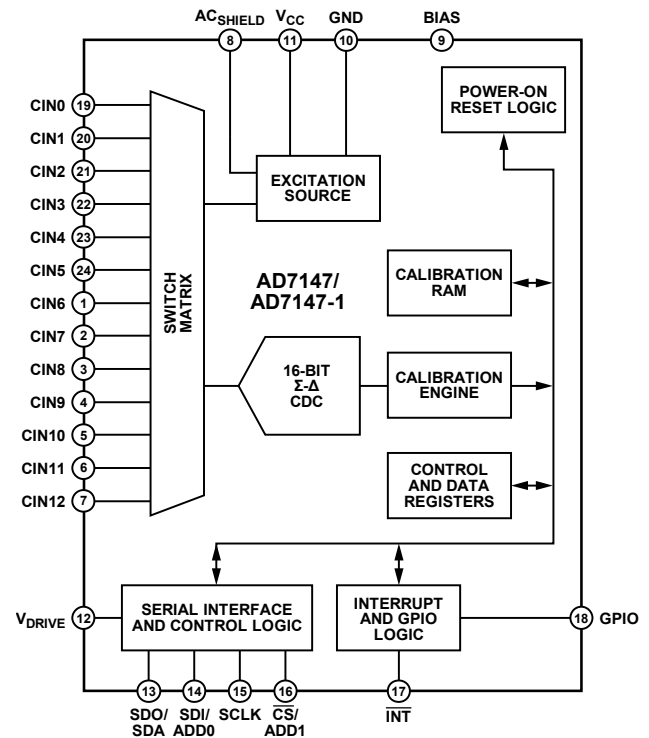 ACSHIELD
VCC
GND
BIAS
8
11
10
9
POWER-ON
RESET LOGIC
CIN0 19
CIN1 20
CIN2 21
CIN3 22
CIN4 23
CIN5 24
CIN6 1
CIN7 2
CIN8 3
CIN9 4
CIN10 5
CIN11 6
CIN12 7
SWITCH
MATRIX
EXCITATION
SOURCE
AD7147/
AD7147-1
CALIBRATION
RAM
16-BIT
Σ-Δ
CDC
CALIBRATION
ENGINE
CONTROL
AND DATA
REGISTERS
VDRIVE 12
SERIAL INTERFACE
AND CONTROL LOGIC
INTERRUPT
AND GPIO
LOGIC
18 GPIO
13
14
15
16
17
SDO/
SDA
SDI/
ADD0
SCLK
CS/
ADD1
INT